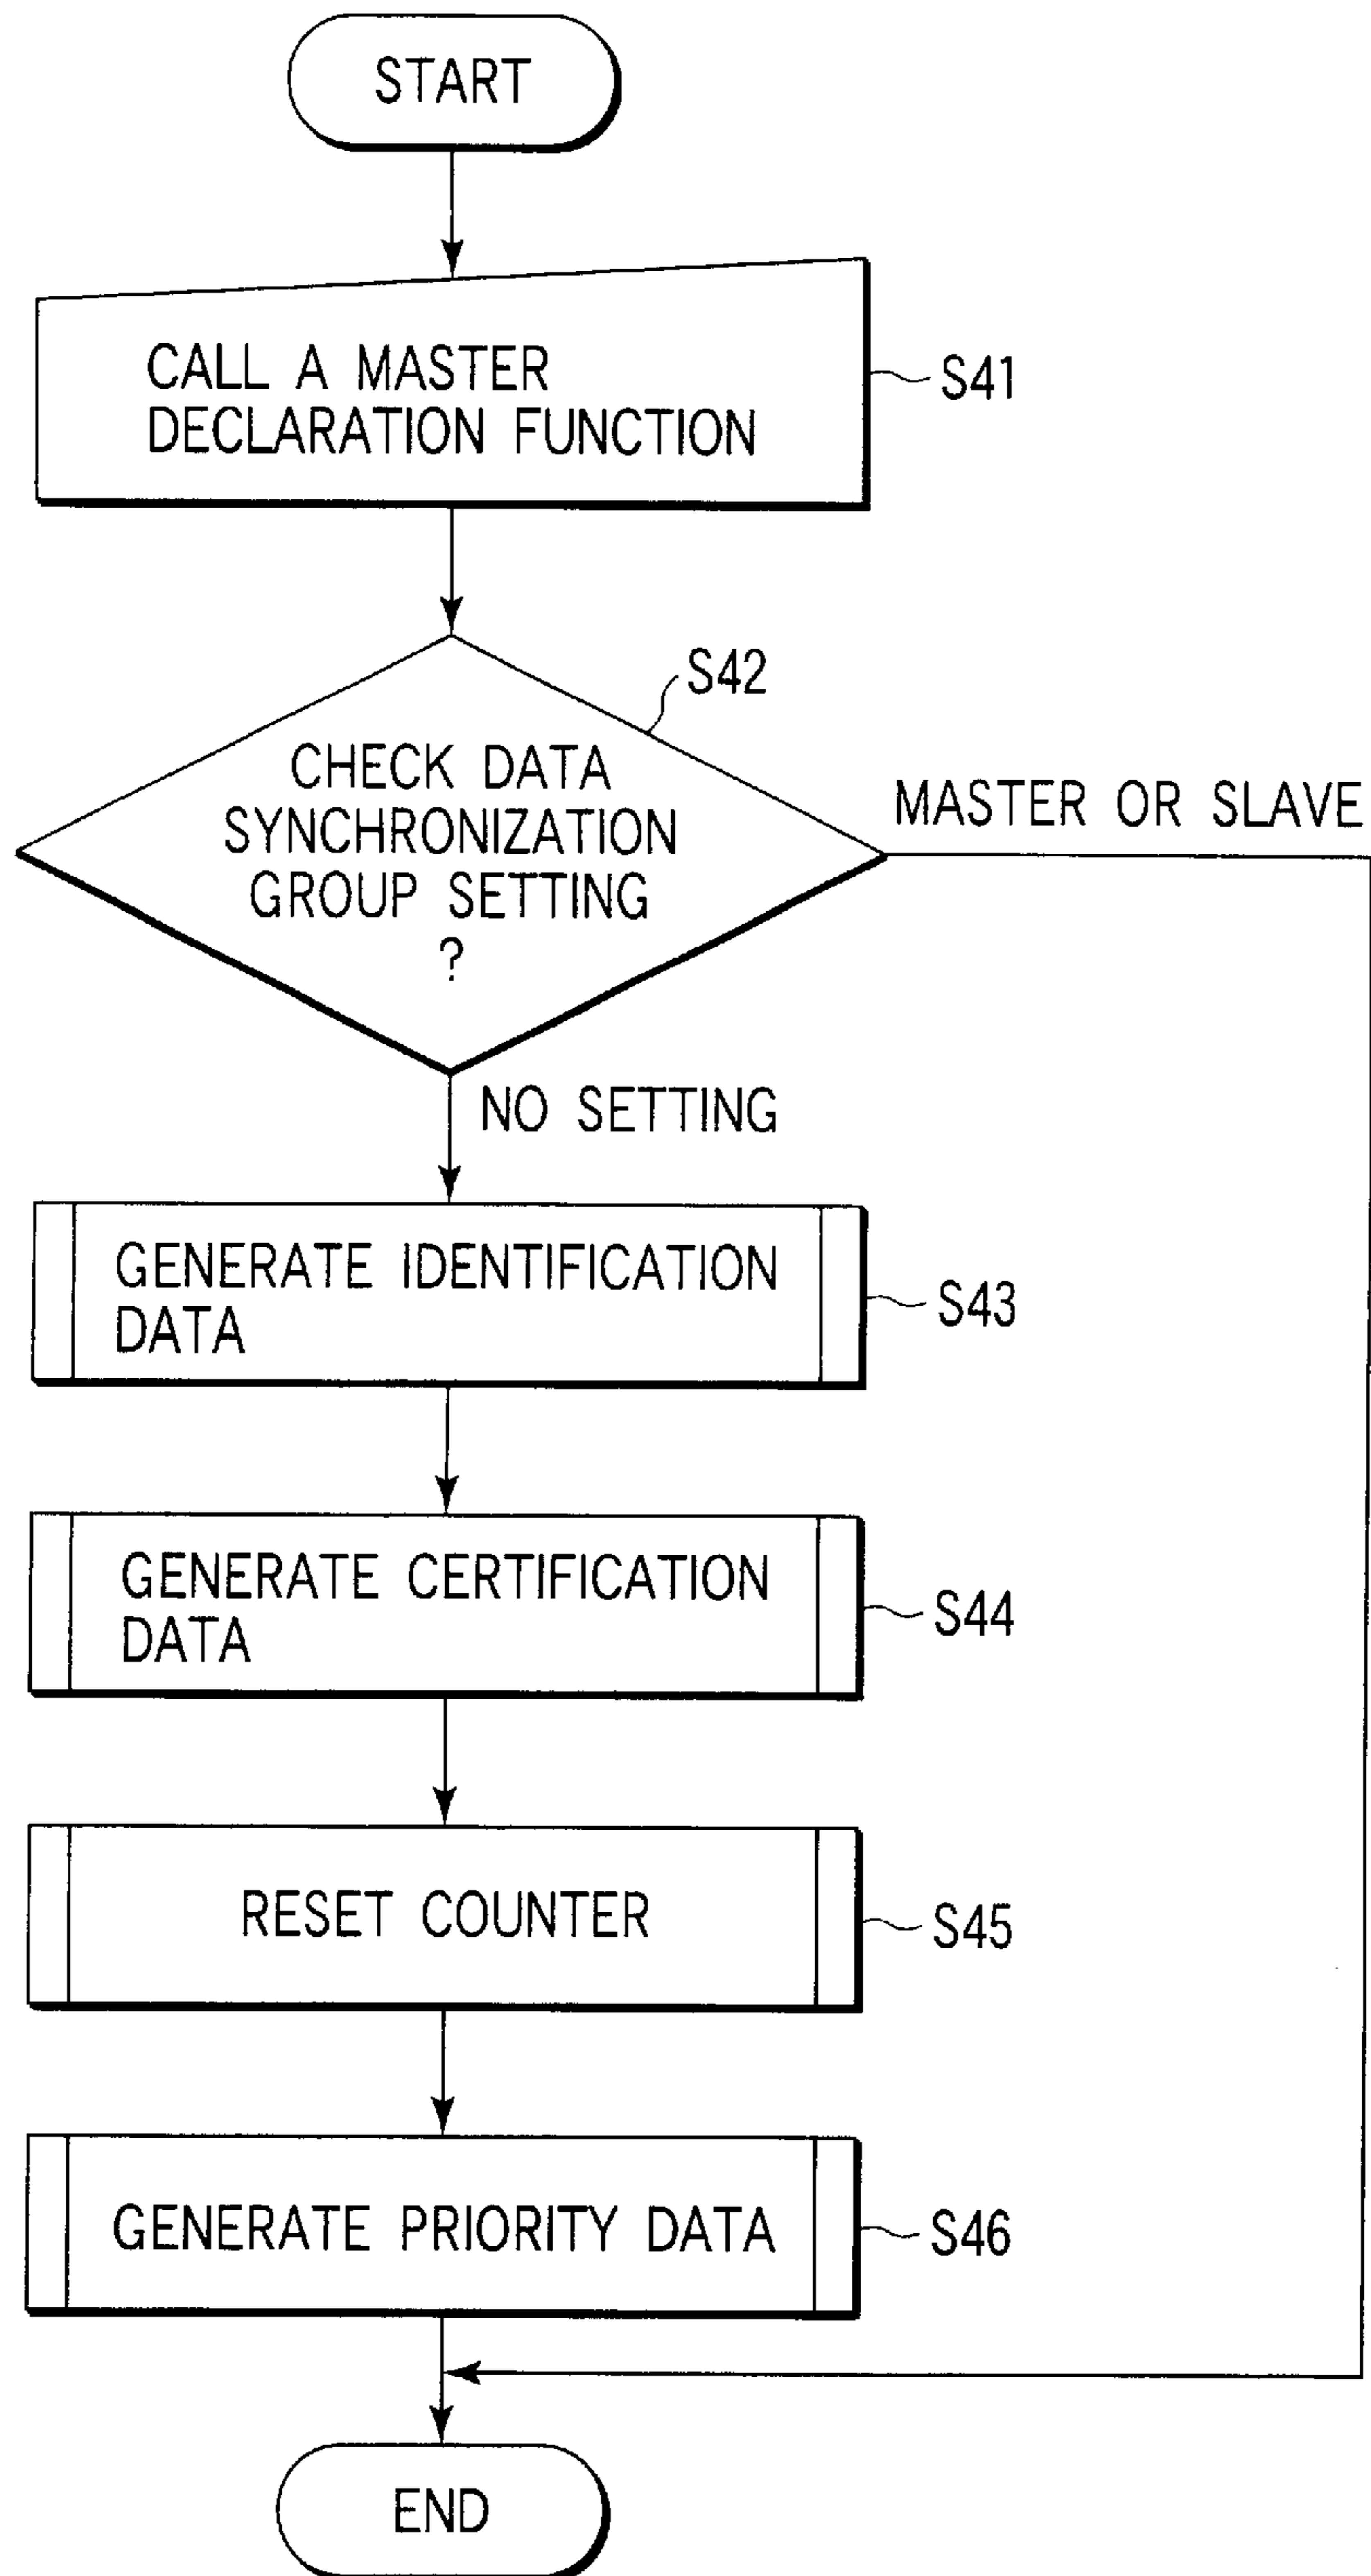 START
CALL A MASTER
DECLARATION FUNCTION
S41
S42
CHECK DATA
SYNCHRONIZATION
GROUP SETTING
?
MASTER OR SLAVE
NO SETTING
GENERATE IDENTIFICATION
DATA
S43
GENERATE CERTIFICATION
DATA
S44
RESET COUNTER
S45
GENERATE PRIORITY DATA
S46
END